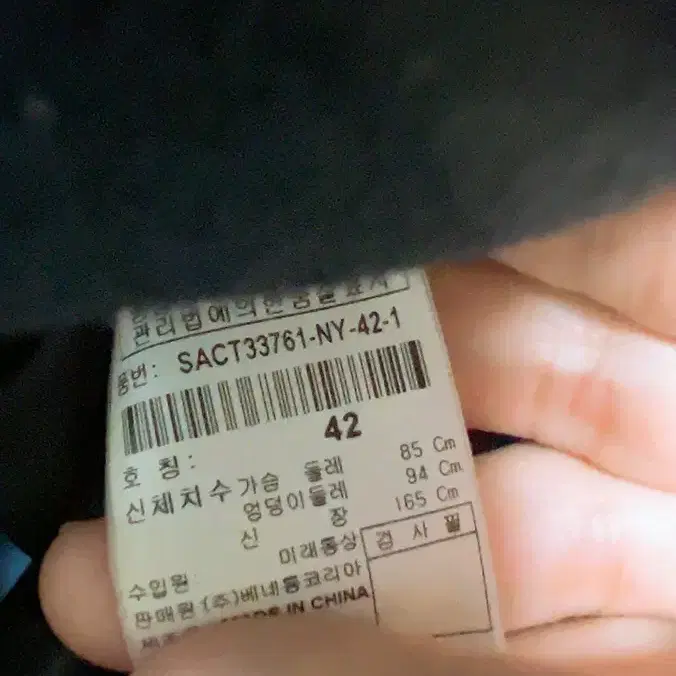 관리법에의한품질표시
품번: SACT33761-NY-42-1
호 칭: 42
신체치수 가슴 둘레 85 Cm
엉덩이둘레 94 Cm
신 장 165 Cm
검 사 필
수입원: 미래통상
판매원 (주)베네통코리아
MADE IN CHINA